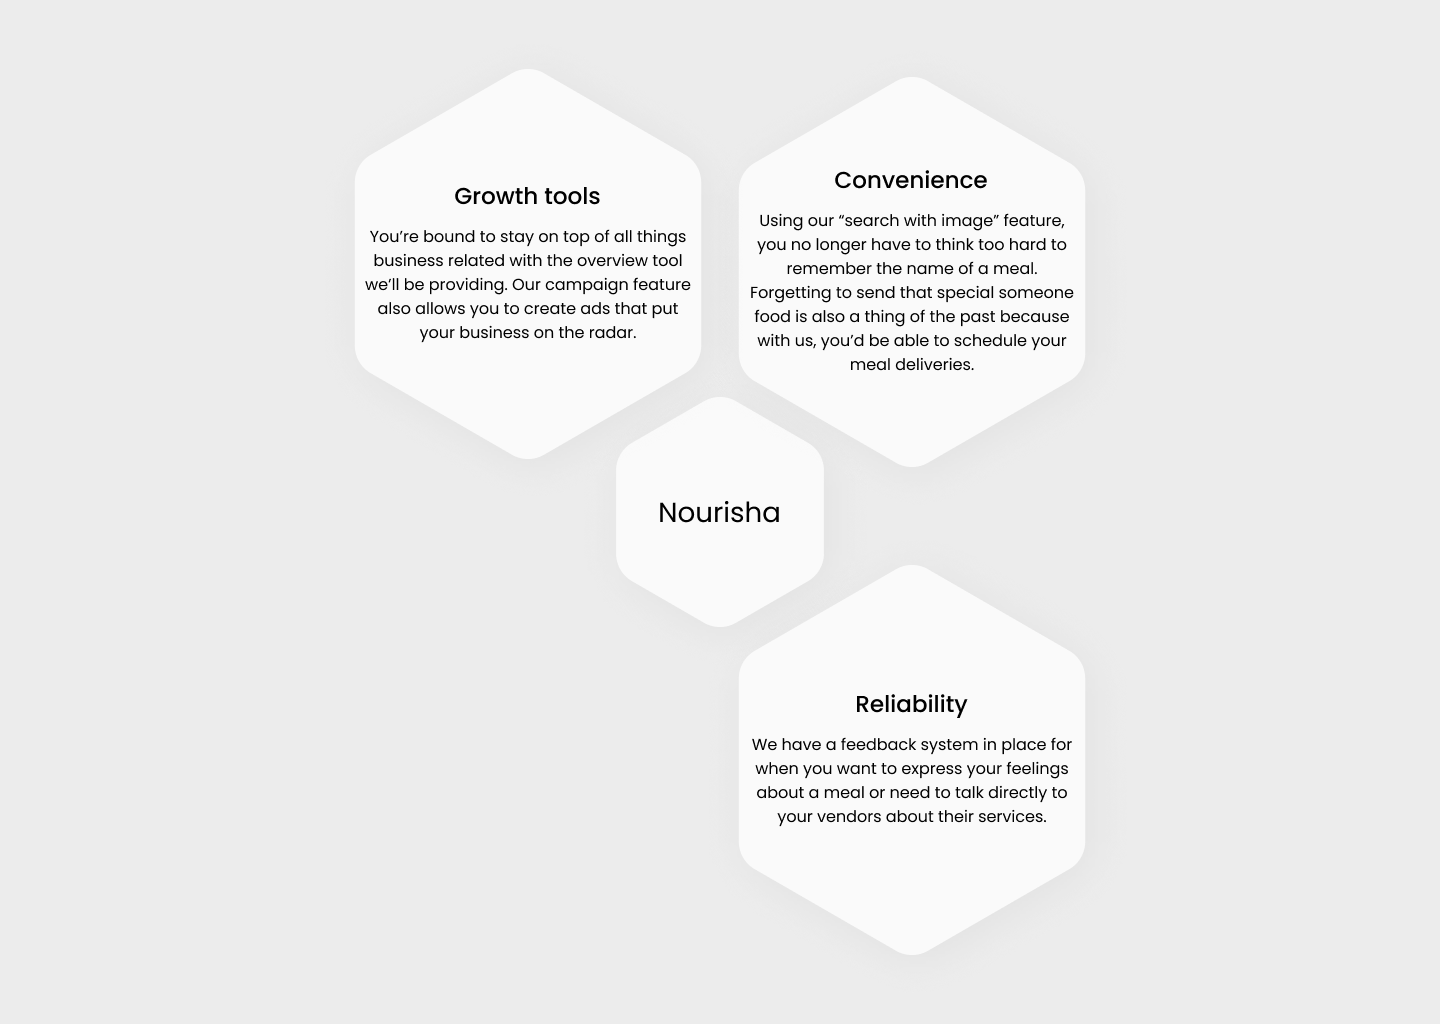 Growth tools
You’re bound to stay on top of all things
business related with the overview tool
we’ll be providing. Our campaign feature
also allows you to create ads that put
your business on the radar.
Convenience
Using our “search with image” feature,
you no longer have to think too hard to
remember the name of a meal.
Forgetting to send that special someone
food is also a thing of the past because
with us, you’d be able to schedule your
meal deliveries.
Nourisha
Reliability
We have a feedback system in place for
when you want to express your feelings
about a meal or need to talk directly to
your vendors about their services.